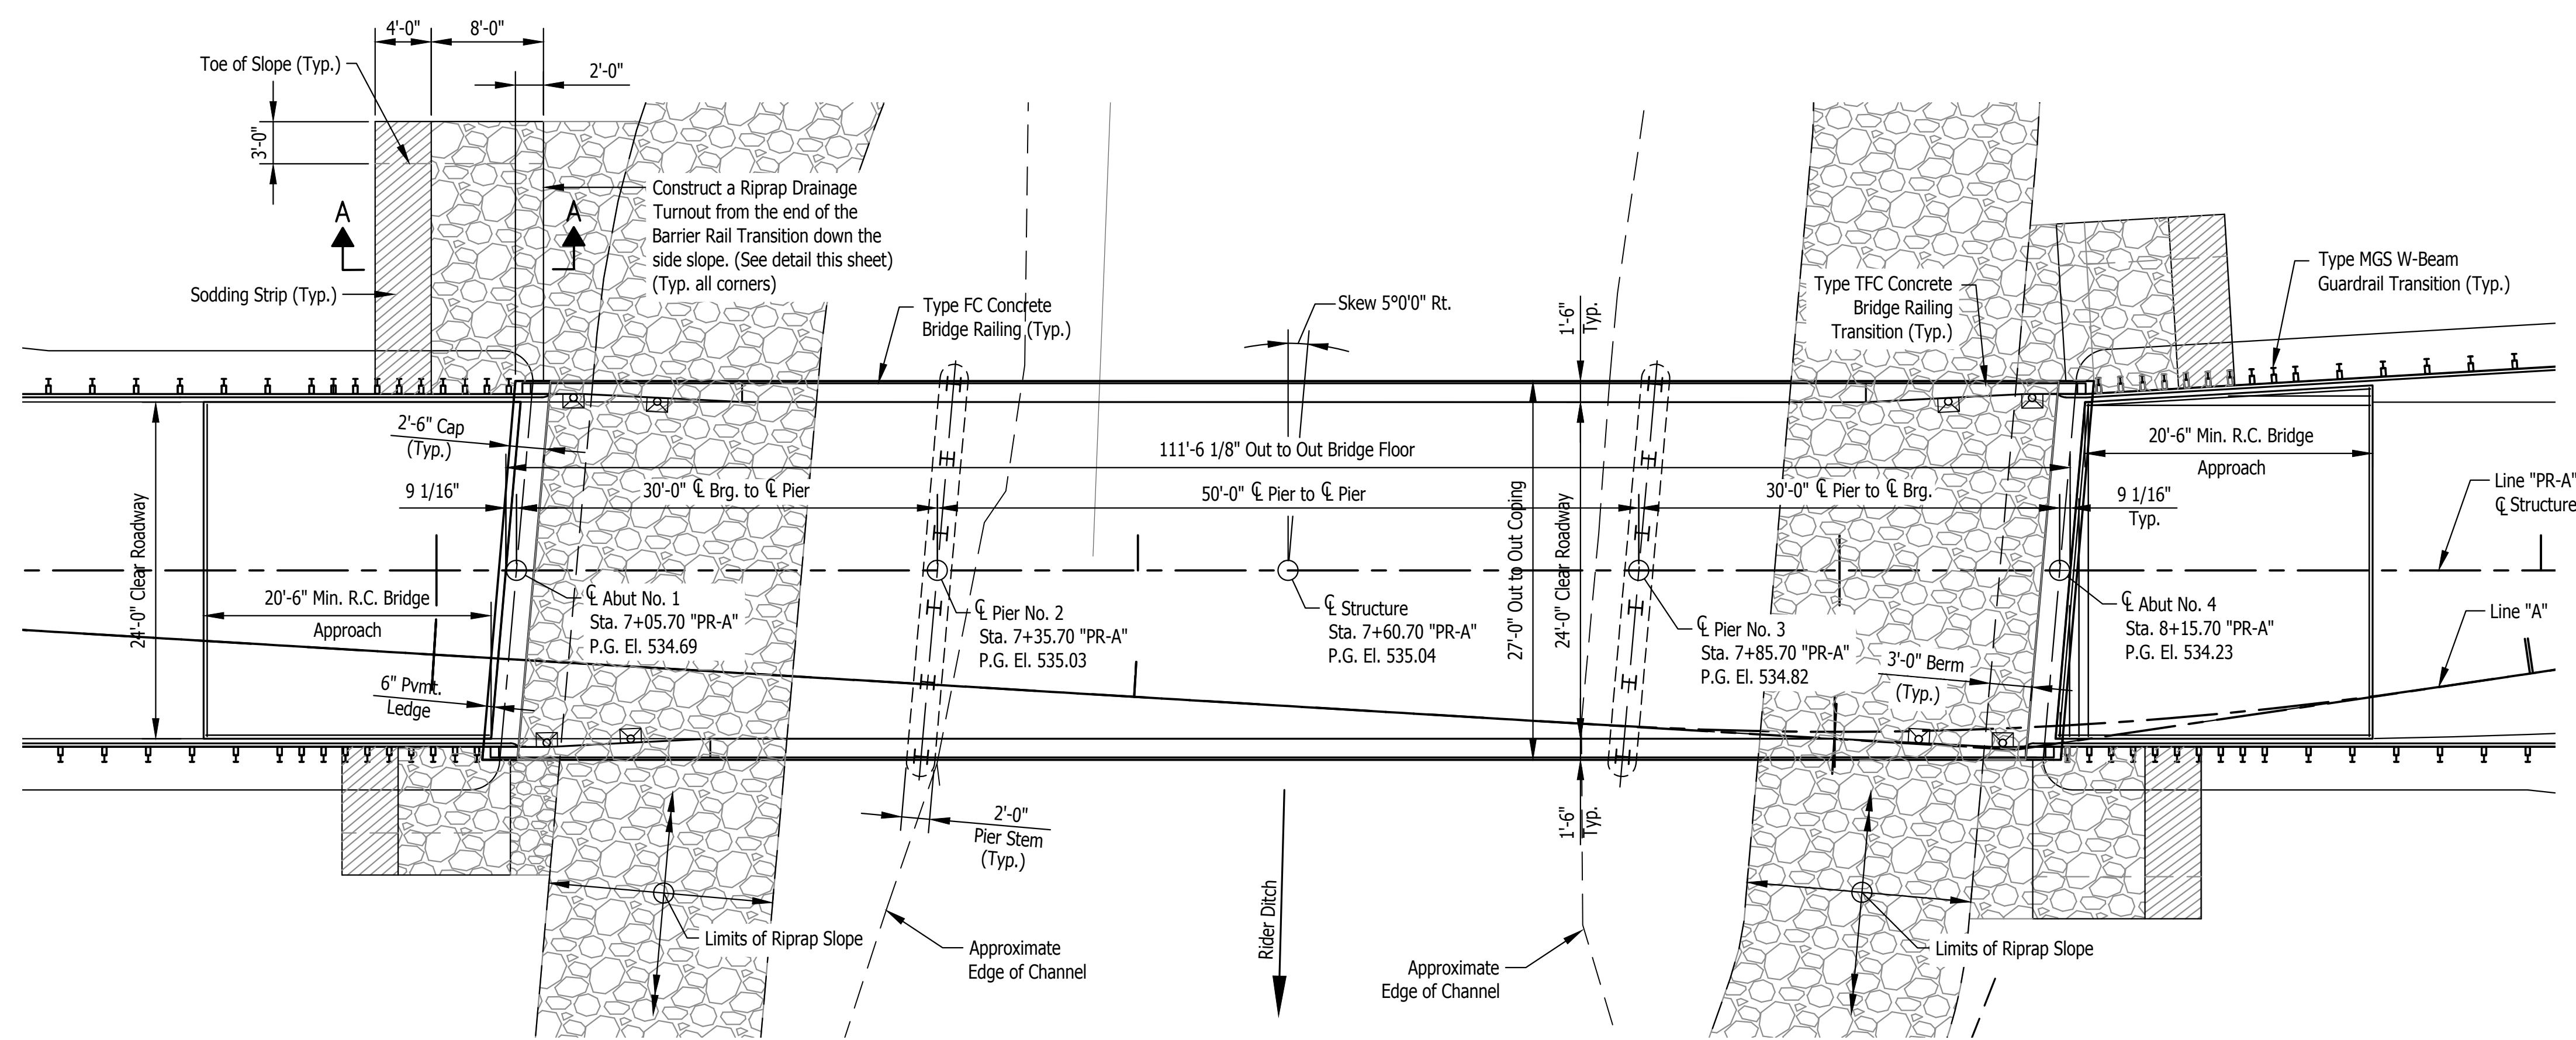 4'-0"
8'-0"
Toe of Slope (Typ.)
2'-0"
3'-0"
A
A
Construct a Riprap Drainage
Turnout from the end of the
Barrier Rail Transition down the
side slope. (See detail this sheet)
(Typ. all corners)
Sodding Strip (Typ.)
Type FC Concrete
Bridge Railing (Typ.)
Skew 5°0'0" Rt.
1'-6"
Typ.
Type TFC Concrete
Bridge Railing
Transition (Typ.)
Type MGS W-Beam
Guardrail Transition (Typ.)
2'-6" Cap
(Typ.)
111'-6 1/8" Out to Out Bridge Floor
20'-6" Min. R.C. Bridge
Approach
9 1/16"
30'-0" ℄ Brg. to ℄ Pier
50'-0" ℄ Pier to ℄ Pier
30'-0" ℄ Pier to ℄ Brg.
9 1/16"
Typ.
Line "PR-A"
℄ Structure
24'-0" Clear Roadway
27'-0" Out to Out Coping
24'-0" Clear Roadway
20'-6" Min. R.C. Bridge
Approach
℄ Abut No. 1
Sta. 7+05.70 "PR-A"
P.G. El. 534.69
℄ Pier No. 2
Sta. 7+35.70 "PR-A"
P.G. El. 535.03
℄ Structure
Sta. 7+60.70 "PR-A"
P.G. El. 535.04
℄ Pier No. 3
Sta. 7+85.70 "PR-A"
P.G. El. 534.82
℄ Abut No. 4
Sta. 8+15.70 "PR-A"
P.G. El. 534.23
Line "A"
3'-0" Berm
(Typ.)
6" Pvmt.
Ledge
2'-0"
Pier Stem
(Typ.)
1'-6"
Typ.
Rider Ditch
Limits of Riprap Slope
Approximate
Edge of Channel
Approximate
Edge of Channel
Limits of Riprap Slope